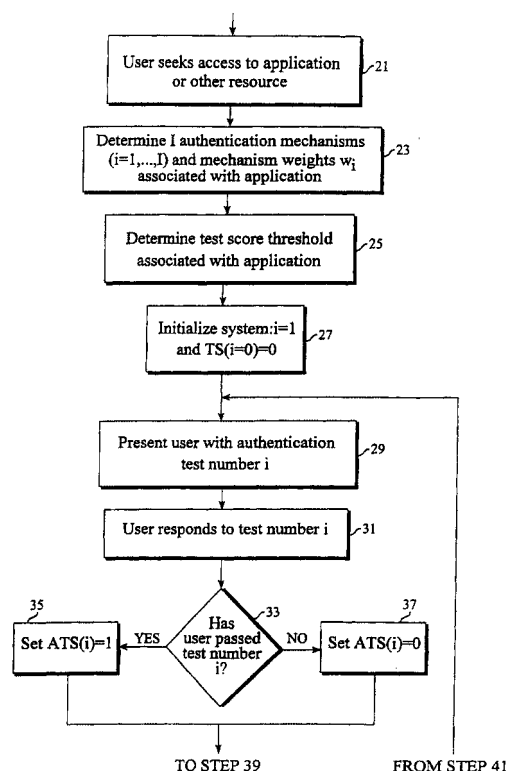 User seeks access to application
or other resource
21
Determine I authentication mechanisms
(i=1,...,I) and mechanism weights wi
associated with application
23
Determine test score threshold
associated with application
25
Initialize system:i=1
and TS(i=0)=0
27
Present user with authentication
test number i
29
User responds to test number i
31
33
Has
user passed
test number
i?
35
YES
Set ATS(i)=1
37
NO
Set ATS(i)=0
TO STEP 39
FROM STEP 41